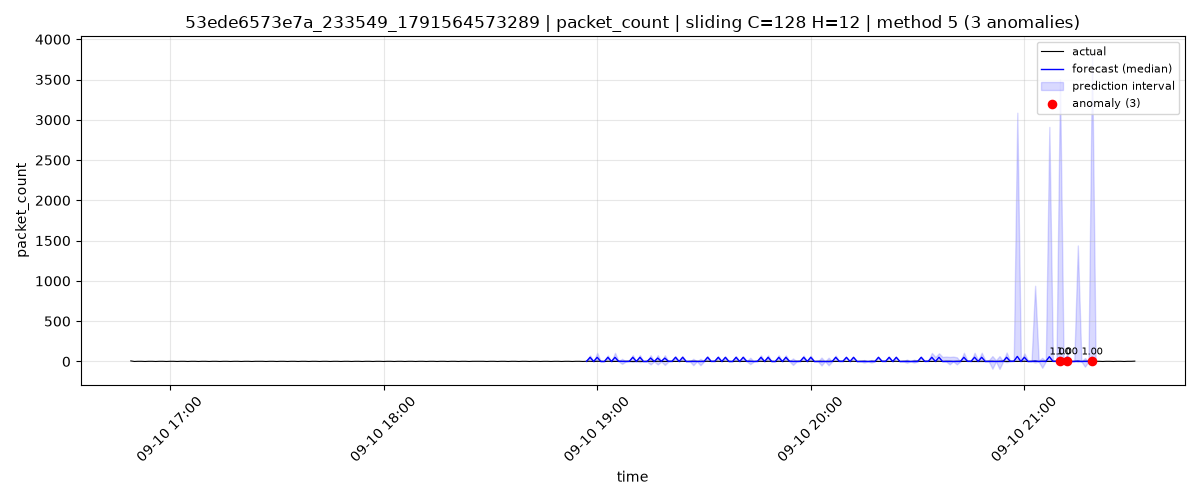 53ede6573e7a_233549_1791564573289 | packet_count | sliding C=128 H=12 | method 5 (3 anomalies)
packet_count
4000
3500
3000
2500
2000
1500
1000
500
0
actual
forecast (median)
prediction interval
anomaly (3)
1.00
09-10 17:00
09-10 18:00
09-10 19:00
09-10 20:00
09-10 21:00
time